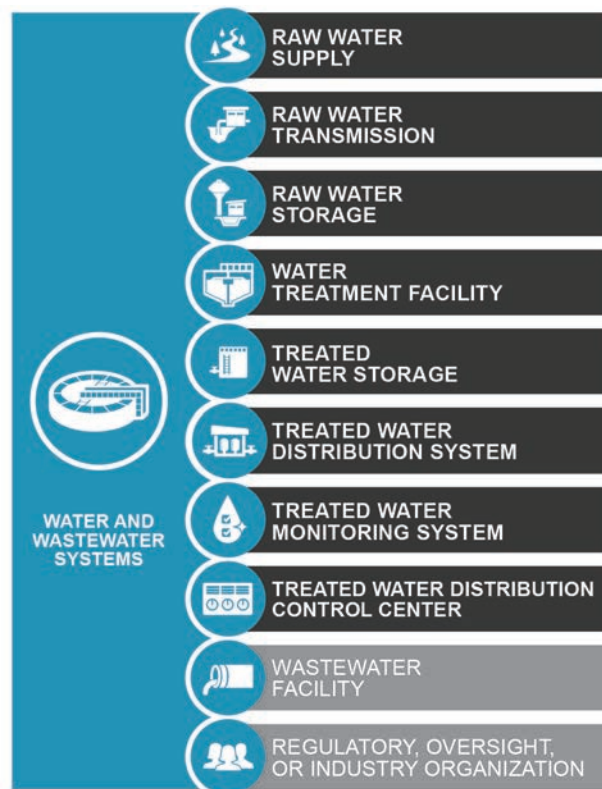 RAW WATER
SUPPLY
RAW WATER
TRANSMISSION
RAW WATER
STORAGE
WATER
TREATMENT FACILITY
TREATED
WATER STORAGE
TREATED WATER
DISTRIBUTION SYSTEM
TREATED WATER
MONITORING SYSTEM
TREATED WATER DISTRIBUTION
CONTROL CENTER
WASTEWATER
FACILITY
REGULATORY, OVERSIGHT,
OR INDUSTRY ORGANIZATION
WATER AND
WASTEWATER
SYSTEMS